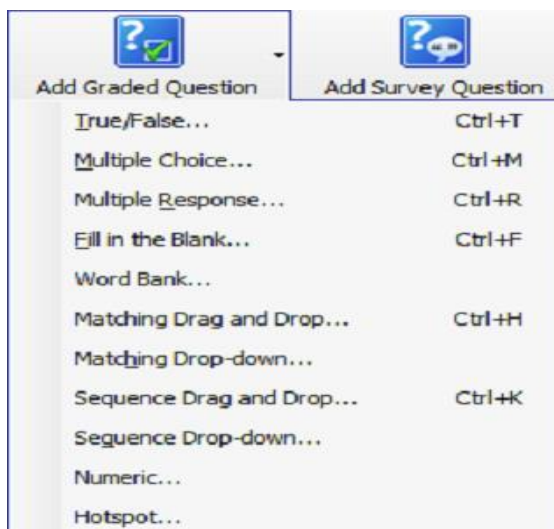 Add Graded Question Add Survey Question
True/False... Ctrl+T
Multiple Choice... Ctrl+M
Multiple Response... Ctrl+R
Fill in the Blank... Ctrl+F
Word Bank...
Matching Drag and Drop... Ctrl+H
Matching Drop-down...
Sequence Drag and Drop... Ctrl+K
Sequence Drop-down...
Numeric...
Hotspot...